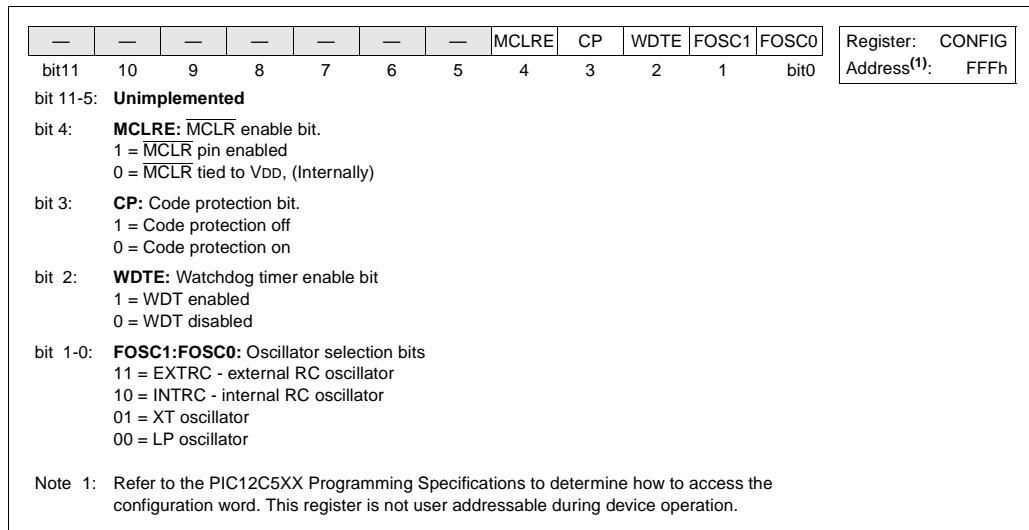 — — — — — — — MCLRE CP WDTE FOSC1 FOSC0 Register: CONFIG
bit11 10 9 8 7 6 5 4 3 2 1 bit0 Address(1): FFFh
bit 11-5: Unimplemented
bit 4: MCLRE: MCLR enable bit.
1 = MCLR pin enabled
0 = MCLR tied to VDD, (Internally)
bit 3: CP: Code protection bit.
1 = Code protection off
0 = Code protection on
bit 2: WDTE: Watchdog timer enable bit
1 = WDT enabled
0 = WDT disabled
bit 1-0: FOSC1:FOSC0: Oscillator selection bits
11 = EXTRC - external RC oscillator
10 = INTRC - internal RC oscillator
01 = XT oscillator
00 = LP oscillator
Note 1: Refer to the PIC12C5XX Programming Specifications to determine how to access the
configuration word. This register is not user addressable during device operation.